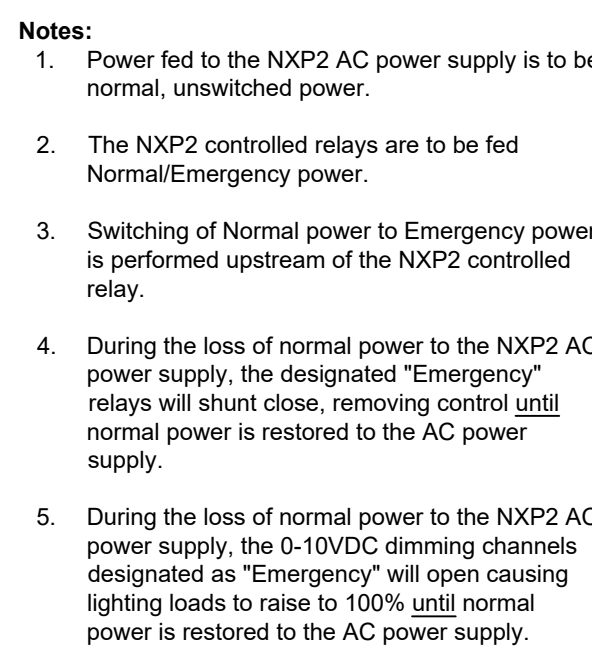 Notes:
1. Power fed to the NXP2 AC power supply is to be
normal, unswitched power.
2. The NXP2 controlled relays are to be fed
Normal/Emergency power.
3. Switching of Normal power to Emergency power
is performed upstream of the NXP2 controlled
relay.
4. During the loss of normal power to the NXP2 AC
power supply, the designated "Emergency"
relays will shunt close, removing control until
normal power is restored to the AC power
supply.
5. During the loss of normal power to the NXP2 AC
power supply, the 0-10VDC dimming channels
designated as "Emergency" will open causing
lighting loads to raise to 100% until normal
power is restored to the AC power supply.